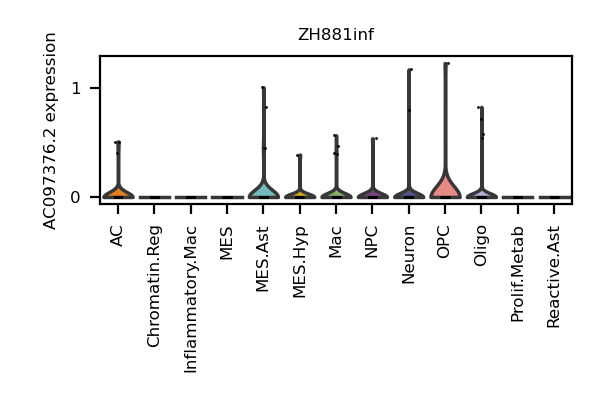 ZH881inf
AC097376.2 expression
1
0
AC
Chromatin.Reg
Inflammatory.Mac
MES
MES.Ast
MES.Hyp
Mac
NPC
Neuron
OPC
Oligo
Prolif.Metab
Reactive.Ast